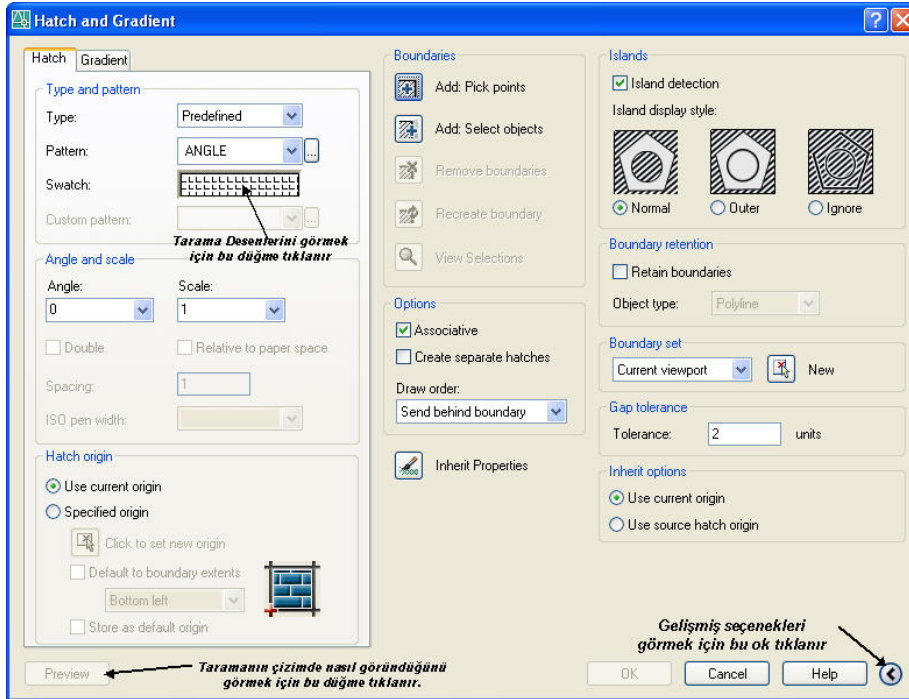 Hatch and Gradient
Hatch
Gradient
Type and pattern
Type:
Predefined
Pattern:
ANGLE
...
Swatch:
Custom pattern:
...
Tarama Desenlerini görmek
için bu düğme tıklanır
Angle and scale
Angle:
Scale:
0
1
Double
Relative to paper space
Spacing:
1
ISO pen width:
Hatch origin
Use current origin
Specified origin
Click to set new origin
Default to boundary extents
Bottom left
Store as default origin
Preview
Taramanın çizimde nasıl göründüğünü
görmek için bu düğme tıklanır.
Boundaries
Add: Pick points
Add: Select objects
Remove boundaries
Recreate boundary
View Selections
Options
Associative
Create separate hatches
Draw order:
Send behind boundary
Inherit Properties
Islands
Island detection
Island display style:
Normal
Outer
Ignore
Boundary retention
Retain boundaries
Object type:
Polyline
Boundary set
Current viewport
New
Gap tolerance
Tolerance:
2
units
Inherit options
Use current origin
Use source hatch origin
Gelişmiş seçenekleri
görmek için bu ok tıklanır
OK
Cancel
Help